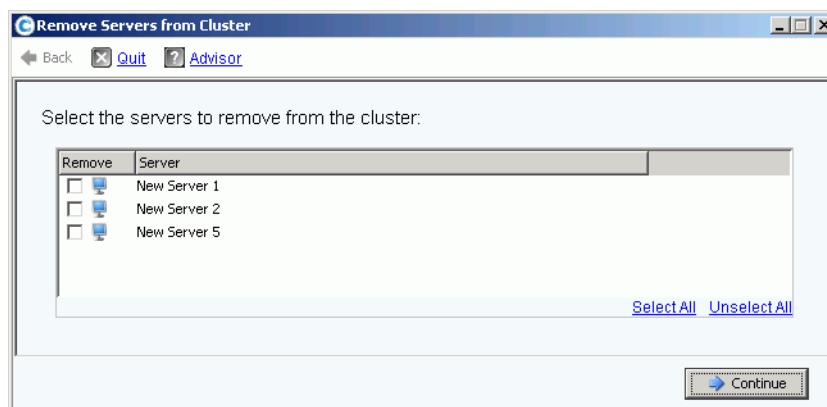 Remove Servers from Cluster
Back Quit ? Advisor
Select the servers to remove from the cluster:
Remove Server
New Server 1
New Server 2
New Server 5
Select All Unselect All
Continue